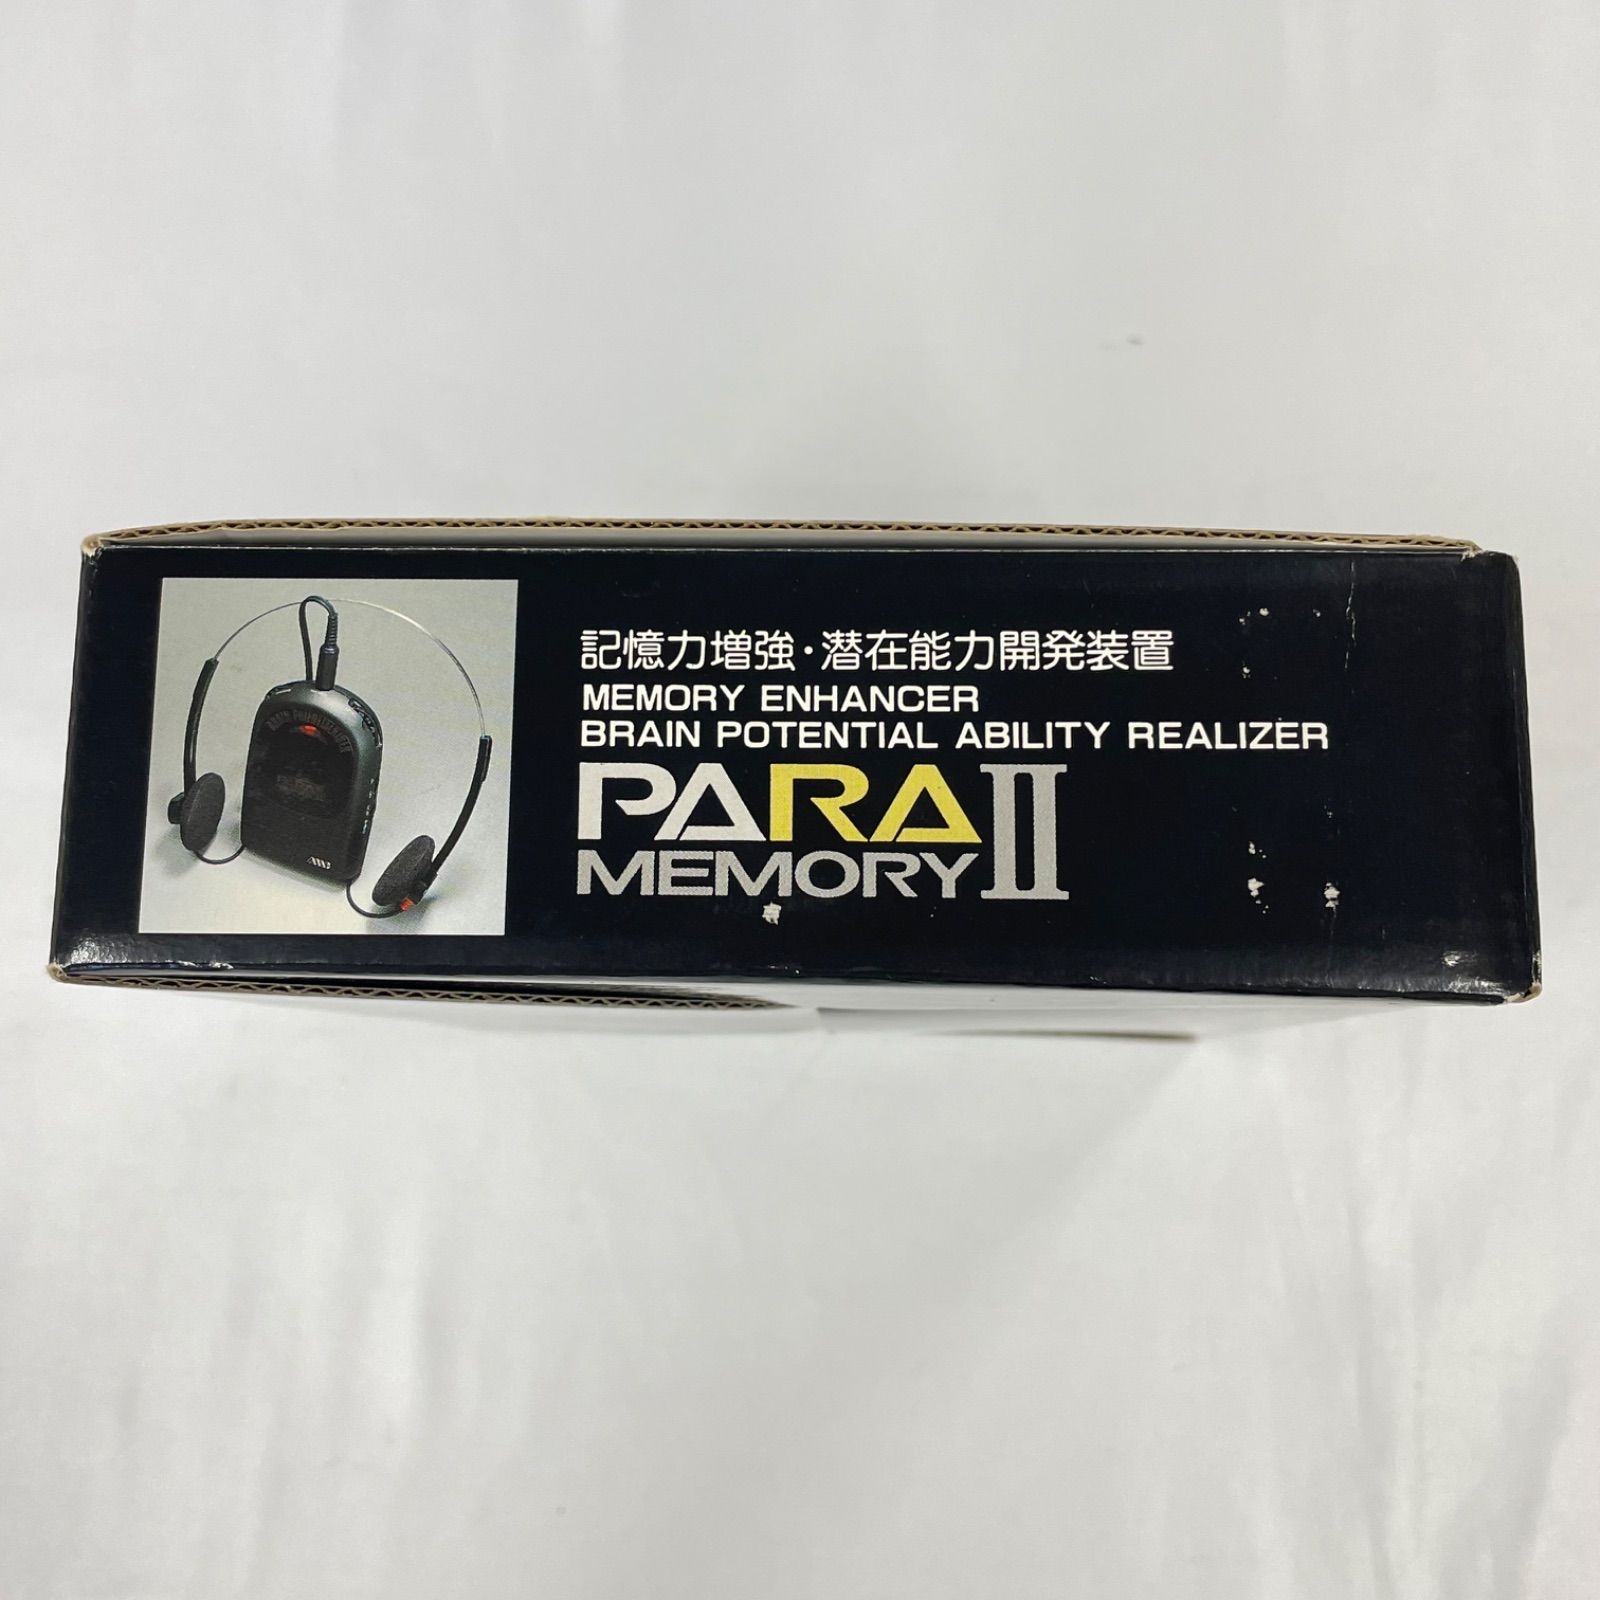 記憶力増強・潜在能力開発装置
MEMORY ENHANCER
BRAIN POTENTIAL ABILITY REALIZER
PARA
MEMORY II